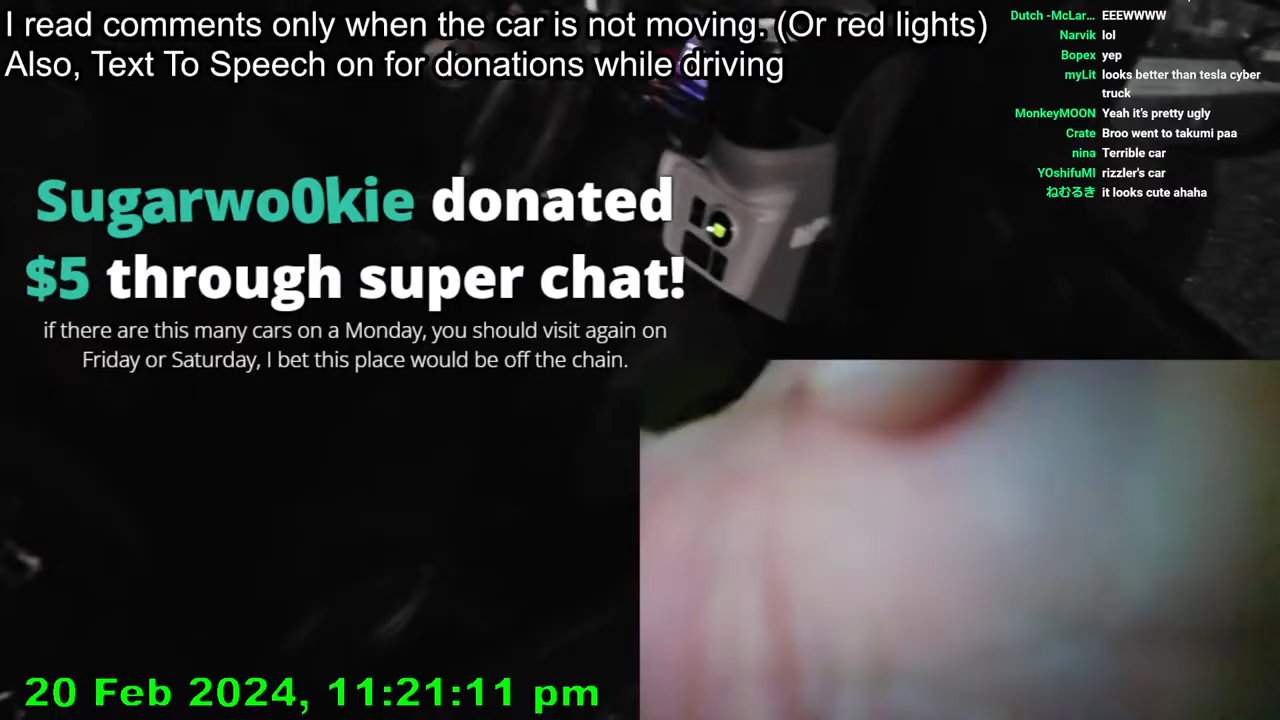 I read comments only when the car is not moving. (Or red lights)
Also, Text To Speech on for donations while driving
Sugarwo0kie donated
$5 through super chat!
if there are this many cars on a Monday, you should visit again on
Friday or Saturday, I bet this place would be off the chain.
Dutch -McLar… EEEWWWW
Narvik lol
Bopex yep
myLit looks better than tesla cyber
truck
MonkeyMOON Yeah it's pretty ugly
Crate Broo went to takumi paa
nina Terrible car
YOshifuMI rizzler's car
ねむるき it looks cute ahaha
20 Feb 2024, 11:21:11 pm